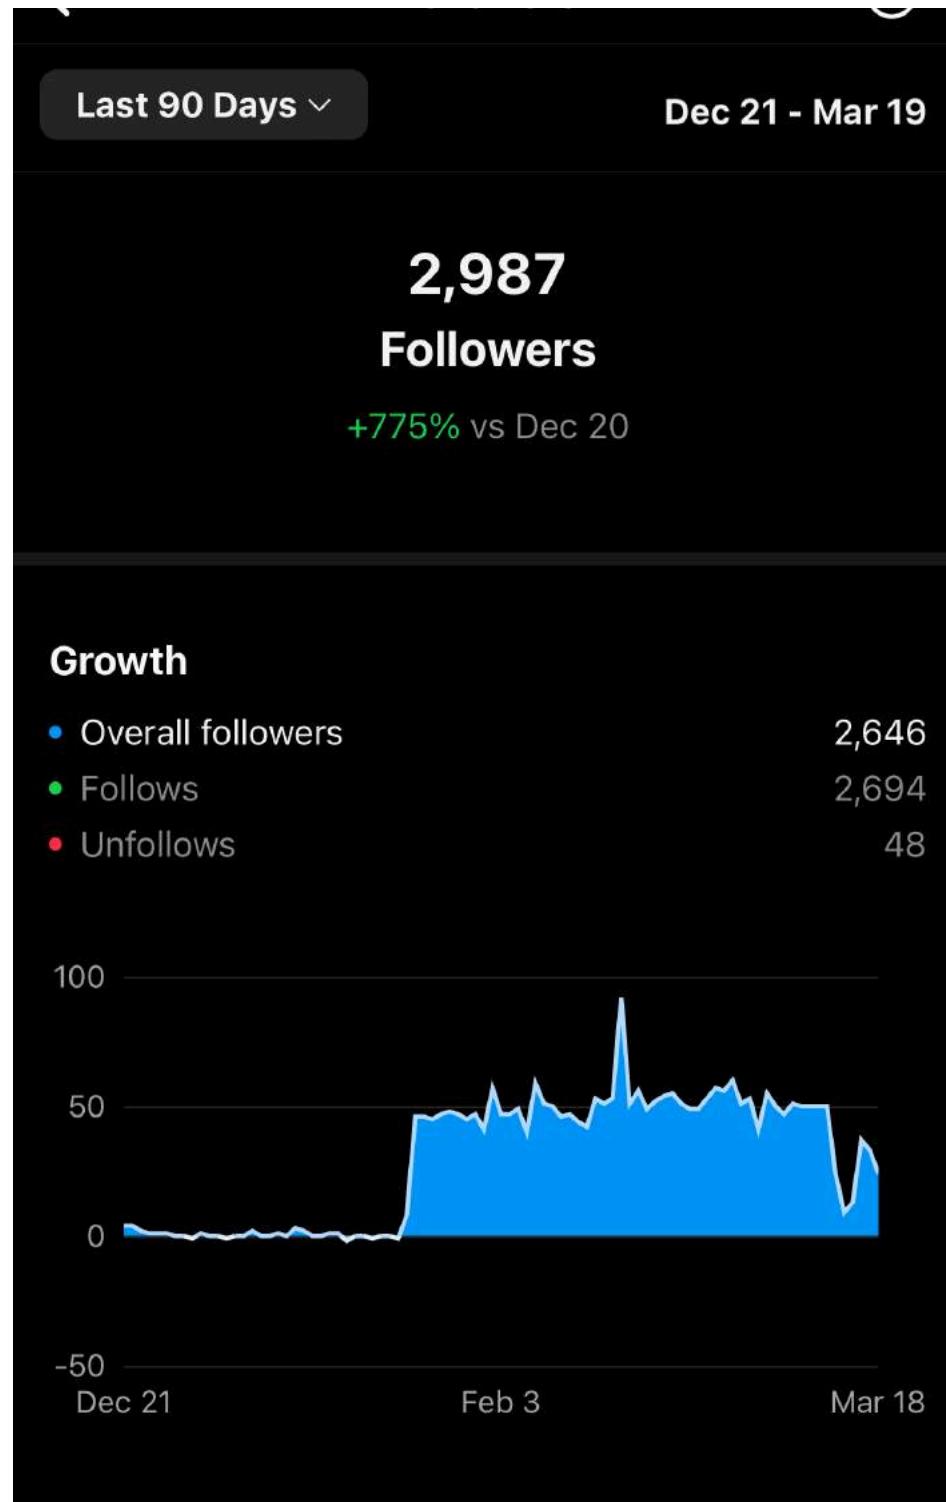 Last 90 Days
Dec 21 - Mar 19
2,987
Followers
+775% vs Dec 20
Growth
Overall followers 2,646
Follows 2,694
Unfollows 48
100
50
0
-50
Dec 21 Feb 3 Mar 18